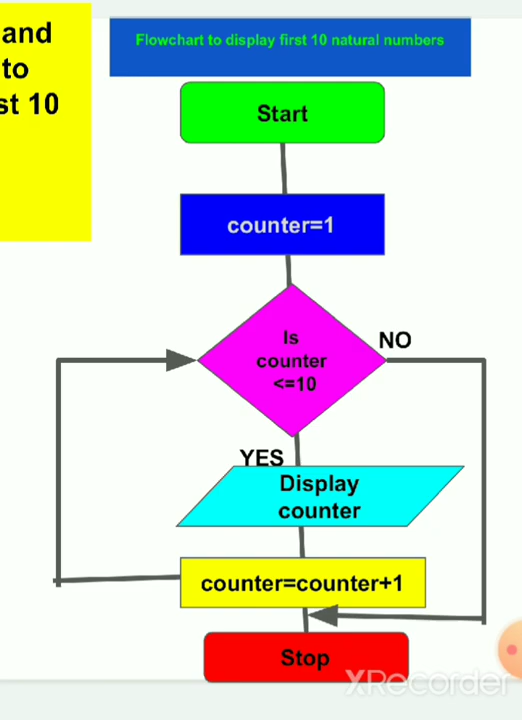 and
to
st 10
Flowchart to display first 10 natural numbers
Start
counter=1
Is
counter
<=10
NO
YES
Display
counter
counter=counter+1
Stop
XRecorder